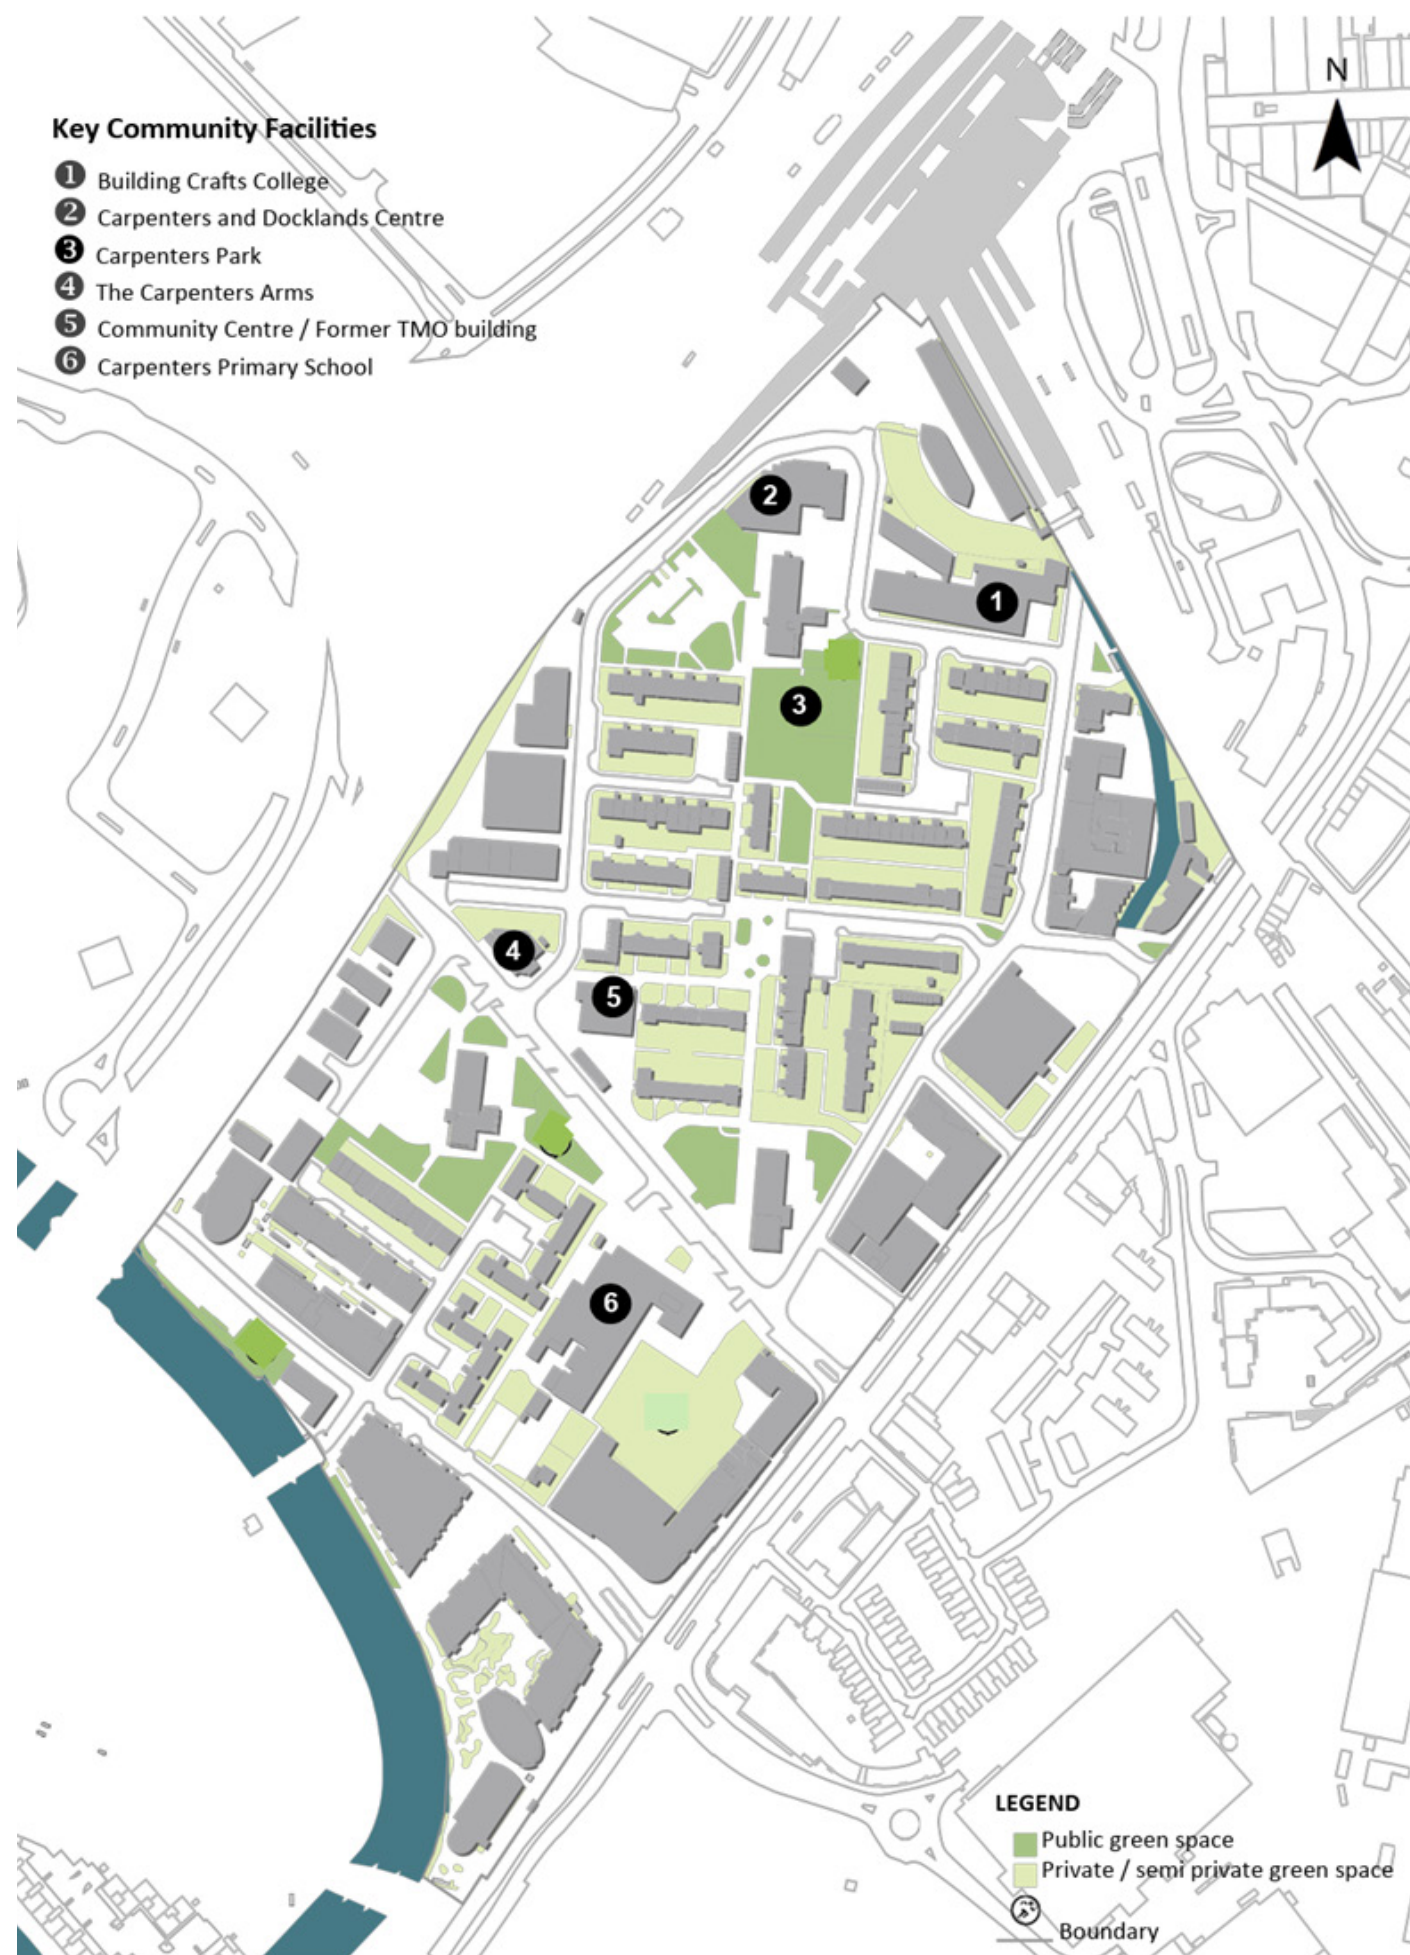 N
Key Community Facilities
1 Building Crafts College
2 Carpenters and Docklands Centre
3 Carpenters Park
4 The Carpenters Arms
5 Community Centre / Former TMO building
6 Carpenters Primary School
2
1
3
4
5
6
LEGEND
Public green space
Private / semi private green space
Boundary